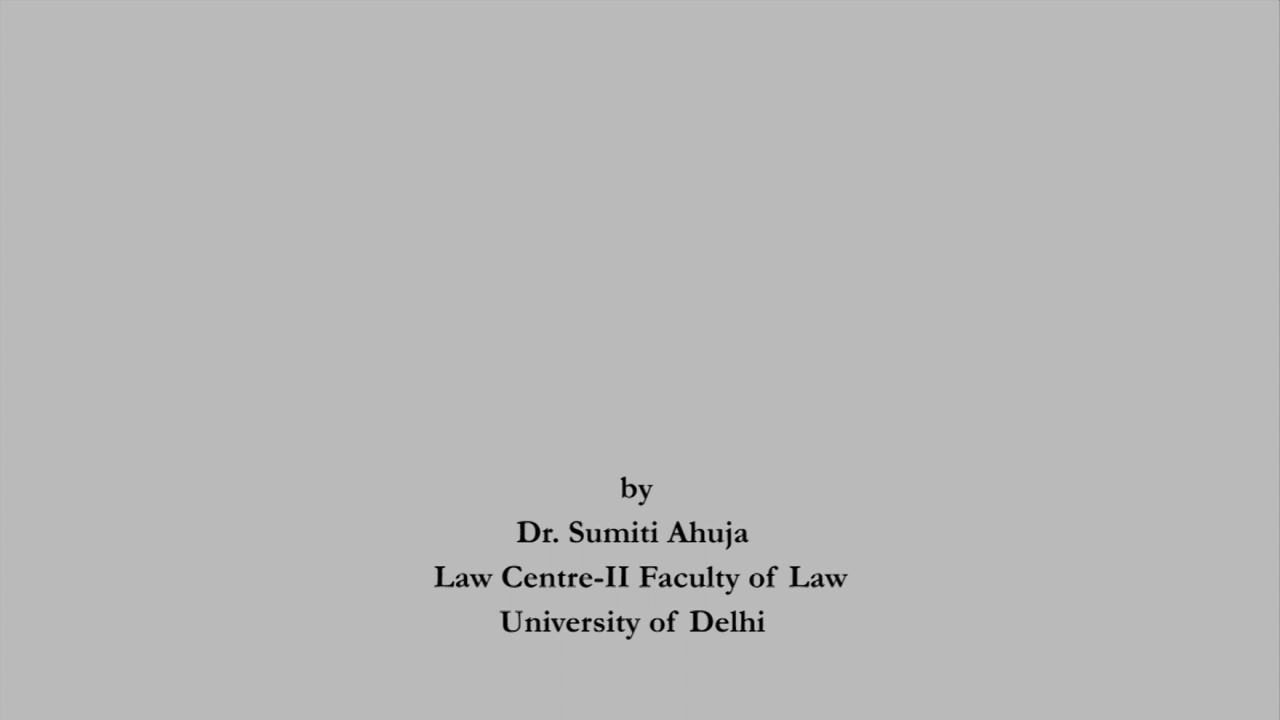 by
Dr. Sumiti Ahuja
Law Centre-II Faculty of Law
University of Delhi